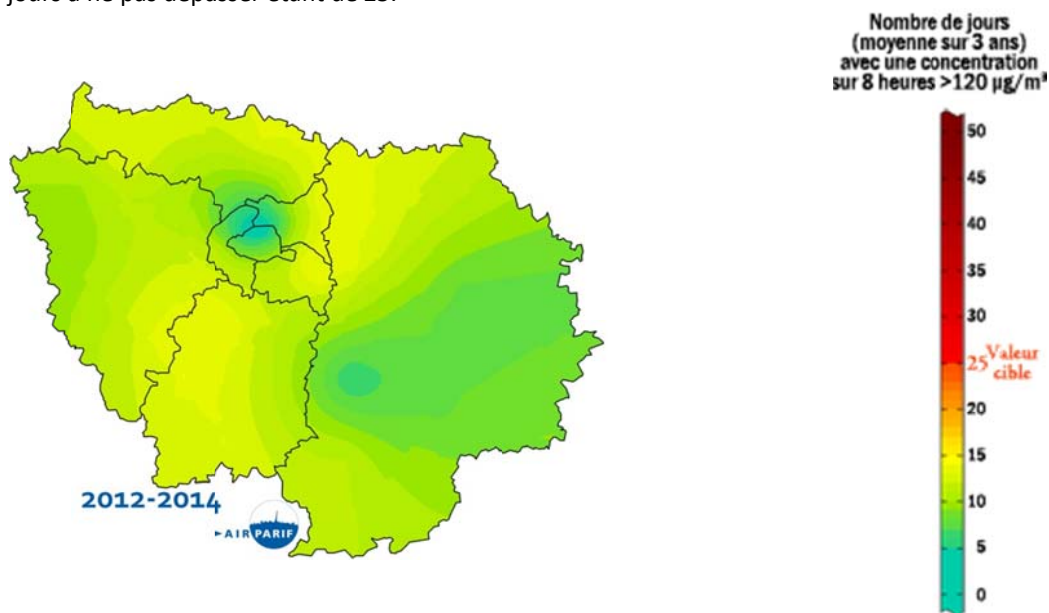 jours à ne pas dépasser étant de 25.
Nombre de jours
(moyenne sur 3 ans)
avec une concentration
sur 8 heures >120 µg/m³
50
45
40
35
30
25 Valeur
cible
20
15
10
5
0
2012-2014
AIRPARIF